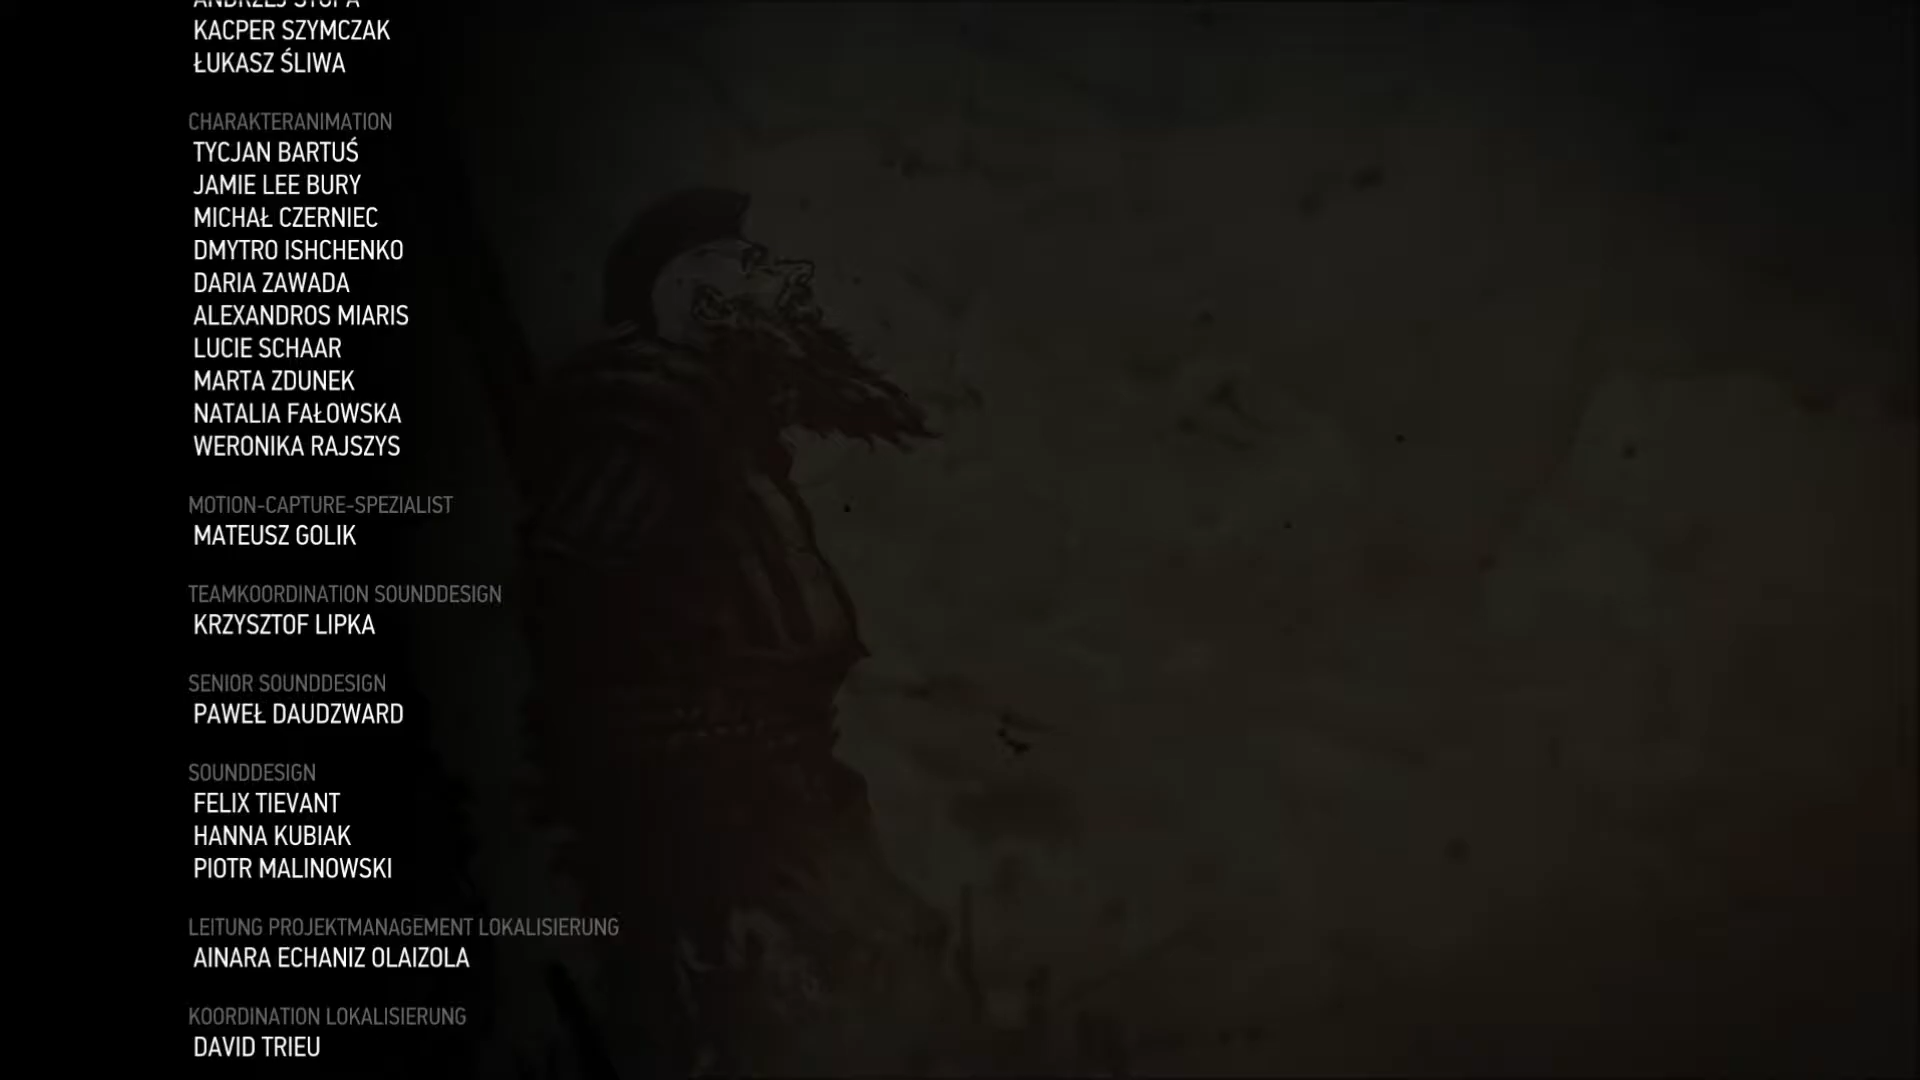 ANDRZEJ STOPA
KACPER SZYMCZAK
ŁUKASZ ŚLIWA
CHARAKTERANIMATION
TYCJAN BARTUŚ
JAMIE LEE BURY
MICHAŁ CZERNIEC
DMYTRO ISHCHENKO
DARIA ZAWADA
ALEXANDROS MIARIS
LUCIE SCHAAR
MARTA ZDUNEK
NATALIA FAŁOWSKA
WERONIKA RAJSZYS
MOTION-CAPTURE-SPEZIALIST
MATEUSZ GOLIK
TEAMKOORDINATION SOUNDDESIGN
KRZYSZTOF LIPKA
SENIOR SOUNDDESIGN
PAWEŁ DAUDZWARD
SOUNDDESIGN
FELIX TIEVANT
HANNA KUBIAK
PIOTR MALINOWSKI
LEITUNG PROJEKTMANAGEMENT LOKALISIERUNG
AINARA ECHANIZ OLAIZOLA
KOORDINATION LOKALISIERUNG
DAVID TRIEU